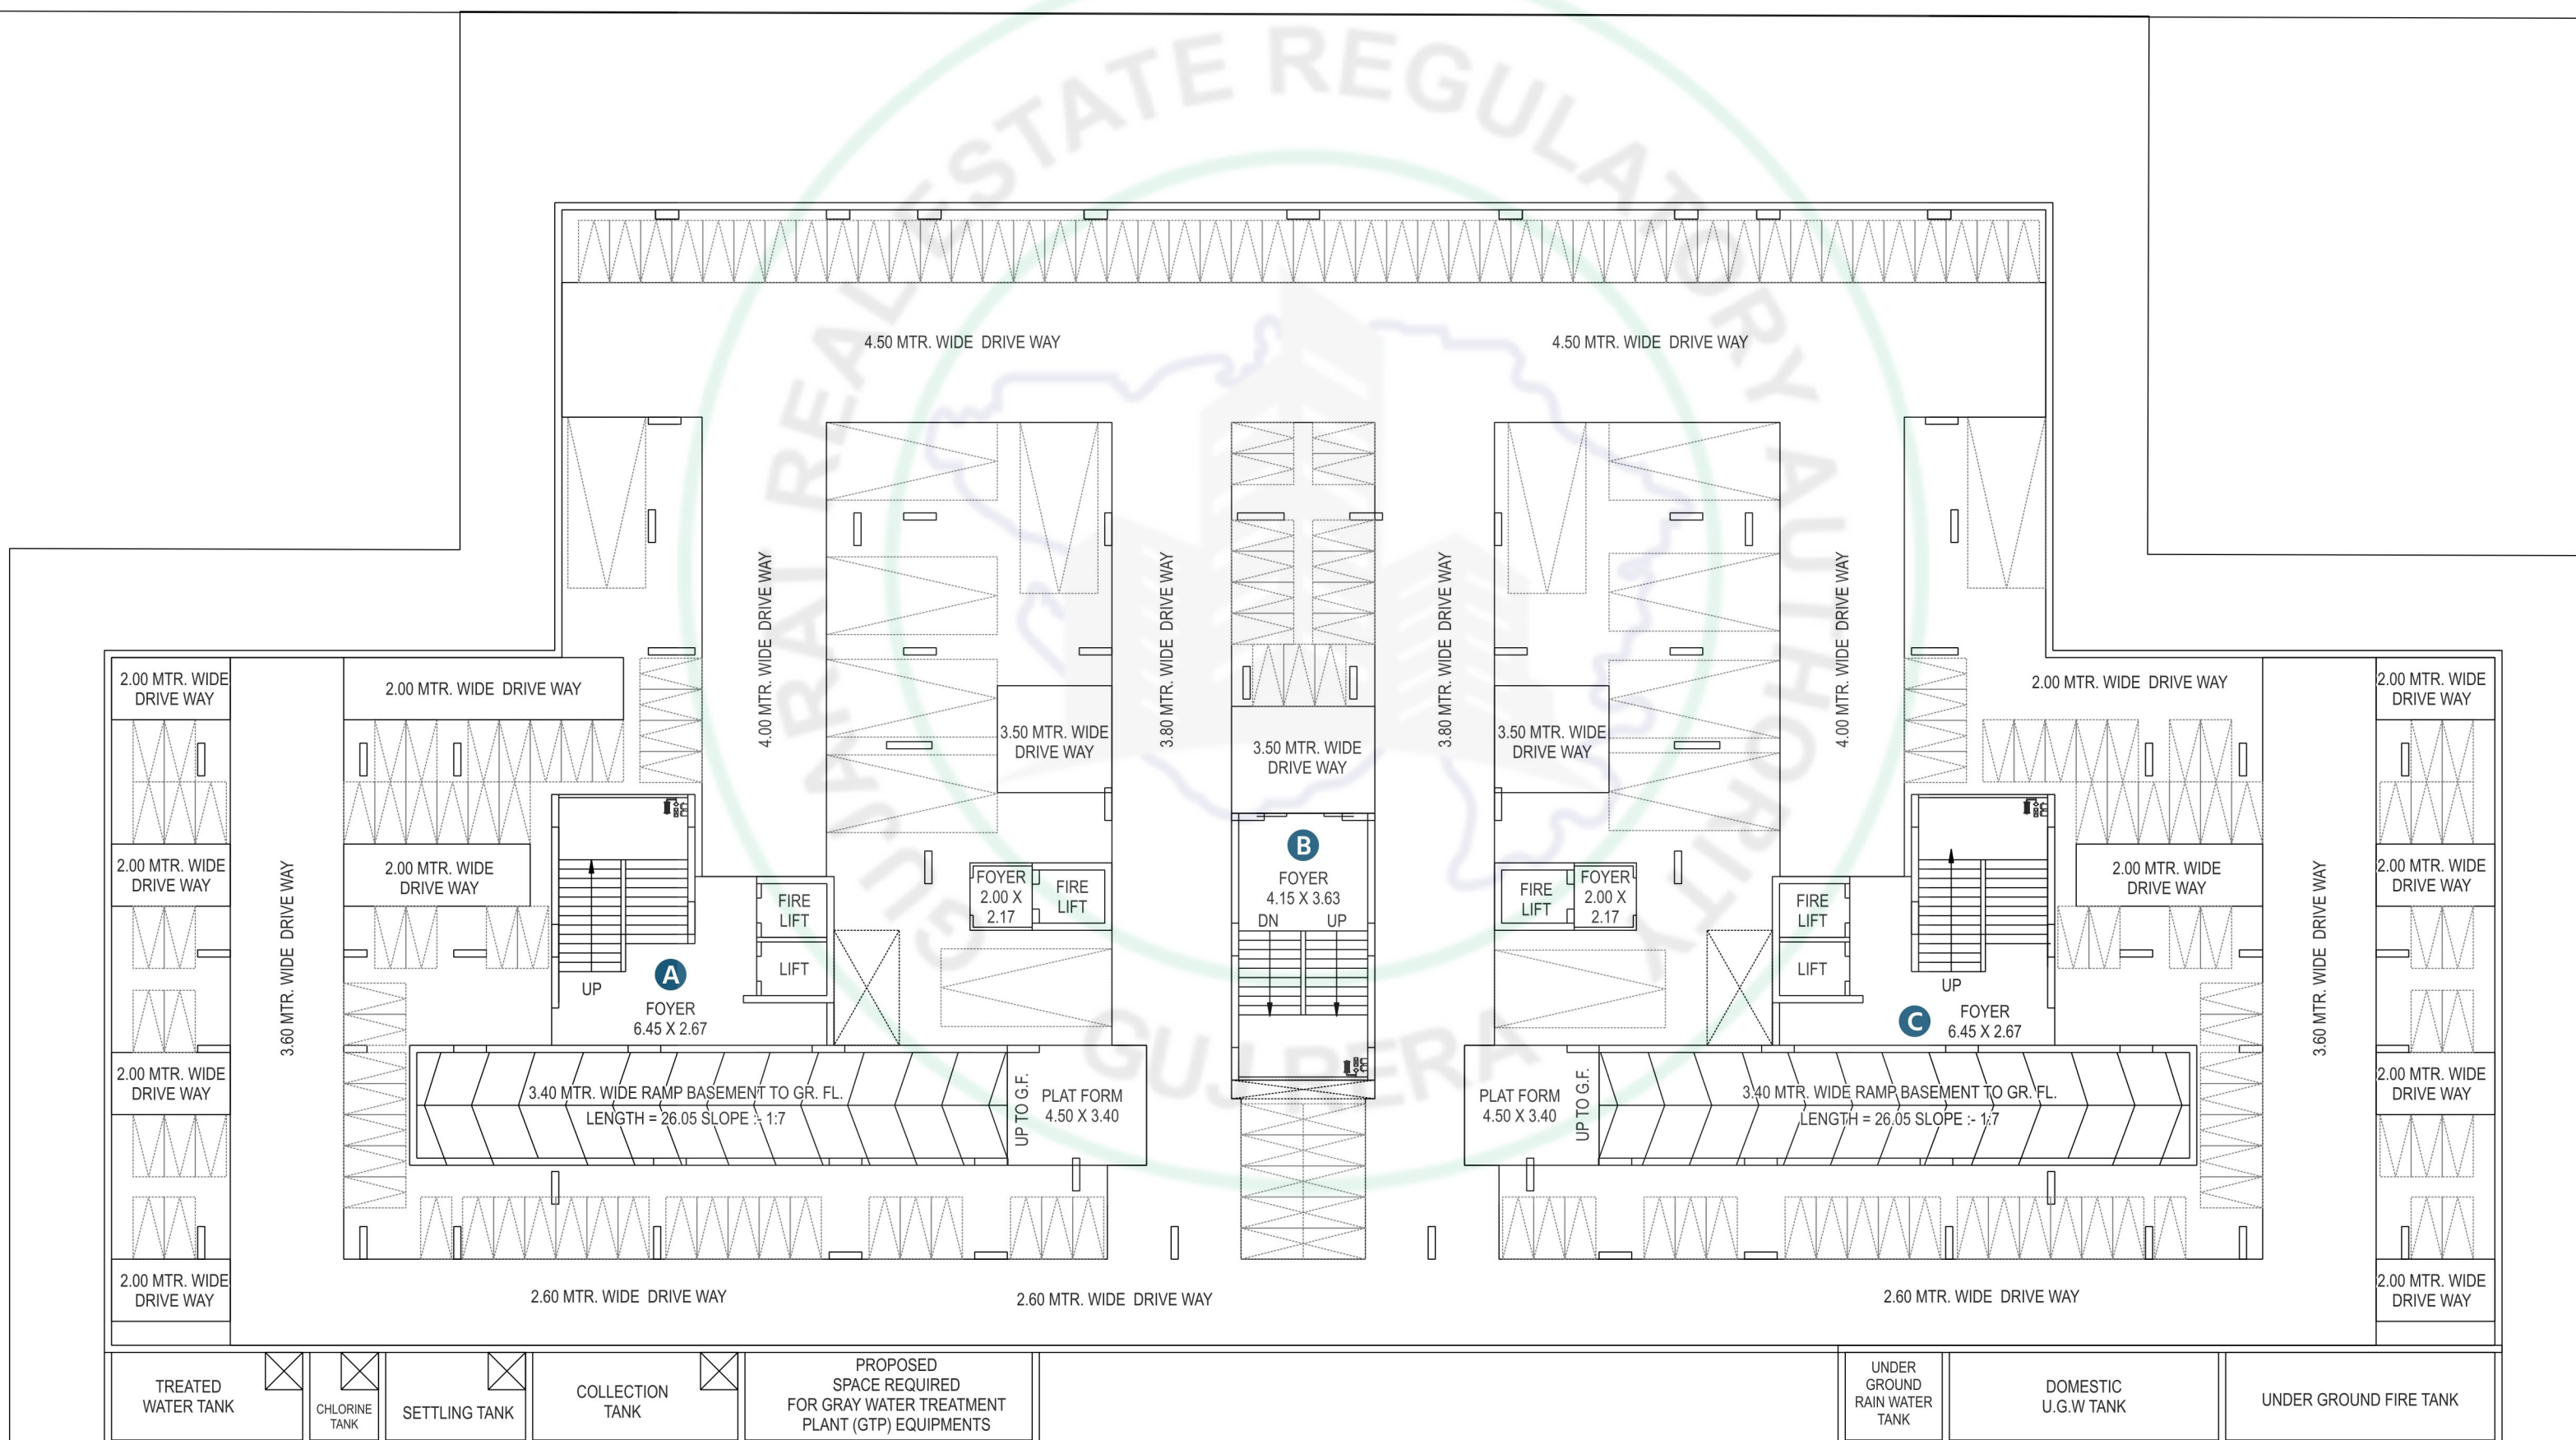 GUJARAT REAL ESTATE REGULATORY AUTHORITY
GUJRERA
4.50 MTR. WIDE DRIVE WAY
4.50 MTR. WIDE DRIVE WAY
4.00 MTR. WIDE DRIVE WAY
3.80 MTR. WIDE DRIVE WAY
3.80 MTR. WIDE DRIVE WAY
4.00 MTR. WIDE DRIVE WAY
2.00 MTR. WIDE
DRIVE WAY
2.00 MTR. WIDE DRIVE WAY
3.50 MTR. WIDE
DRIVE WAY
3.50 MTR. WIDE
DRIVE WAY
3.50 MTR. WIDE
DRIVE WAY
2.00 MTR. WIDE DRIVE WAY
2.00 MTR. WIDE
DRIVE WAY
2.00 MTR. WIDE
DRIVE WAY
3.60 MTR. WIDE DRIVE WAY
2.00 MTR. WIDE
DRIVE WAY
UP
A
FOYER
6.45 X 2.67
FIRE
LIFT
LIFT
FOYER
2.00 X
2.17
FIRE
LIFT
B
FOYER
4.15 X 3.63
DN
UP
FIRE
LIFT
FOYER
2.00 X
2.17
FIRE
LIFT
LIFT
UP
C
FOYER
6.45 X 2.67
2.00 MTR. WIDE
DRIVE WAY
3.60 MTR. WIDE DRIVE WAY
2.00 MTR. WIDE
DRIVE WAY
2.00 MTR. WIDE
DRIVE WAY
3.40 MTR. WIDE RAMP BASEMENT TO GR. FL.
LENGTH = 26.05 SLOPE :- 1:7
UP TO G.F.
PLAT FORM
4.50 X 3.40
PLAT FORM
4.50 X 3.40
UP TO G.F.
3.40 MTR. WIDE RAMP BASEMENT TO GR. FL.
LENGTH = 26.05 SLOPE :- 1:7
2.00 MTR. WIDE
DRIVE WAY
2.00 MTR. WIDE
DRIVE WAY
2.60 MTR. WIDE DRIVE WAY
2.60 MTR. WIDE DRIVE WAY
2.60 MTR. WIDE DRIVE WAY
2.00 MTR. WIDE
DRIVE WAY
TREATED
WATER TANK
CHLORINE
TANK
SETTLING TANK
COLLECTION
TANK
PROPOSED
SPACE REQUIRED
FOR GRAY WATER TREATMENT
PLANT (GTP) EQUIPMENTS
UNDER
GROUND
RAIN WATER
TANK
DOMESTIC
U.G.W TANK
UNDER GROUND FIRE TANK